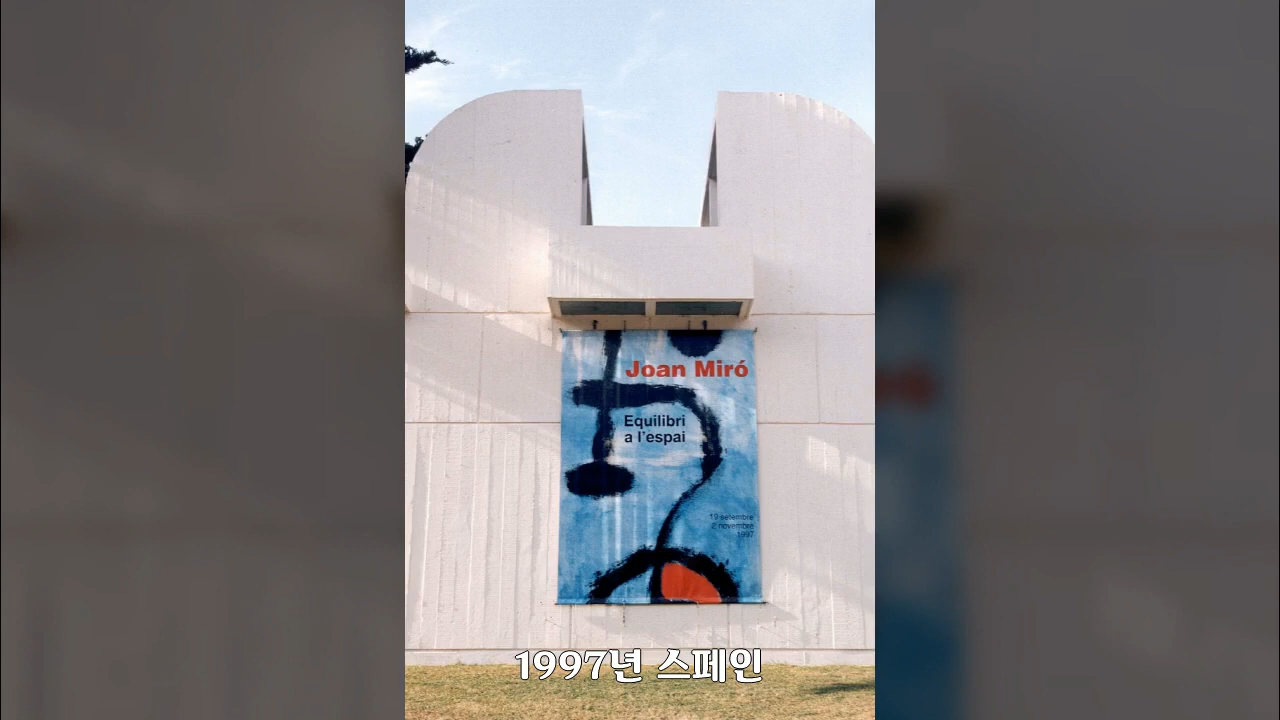 Joan Miró
Equilibri
a l'espai
19 setembre
2 novembre
1997
1997년 스페인